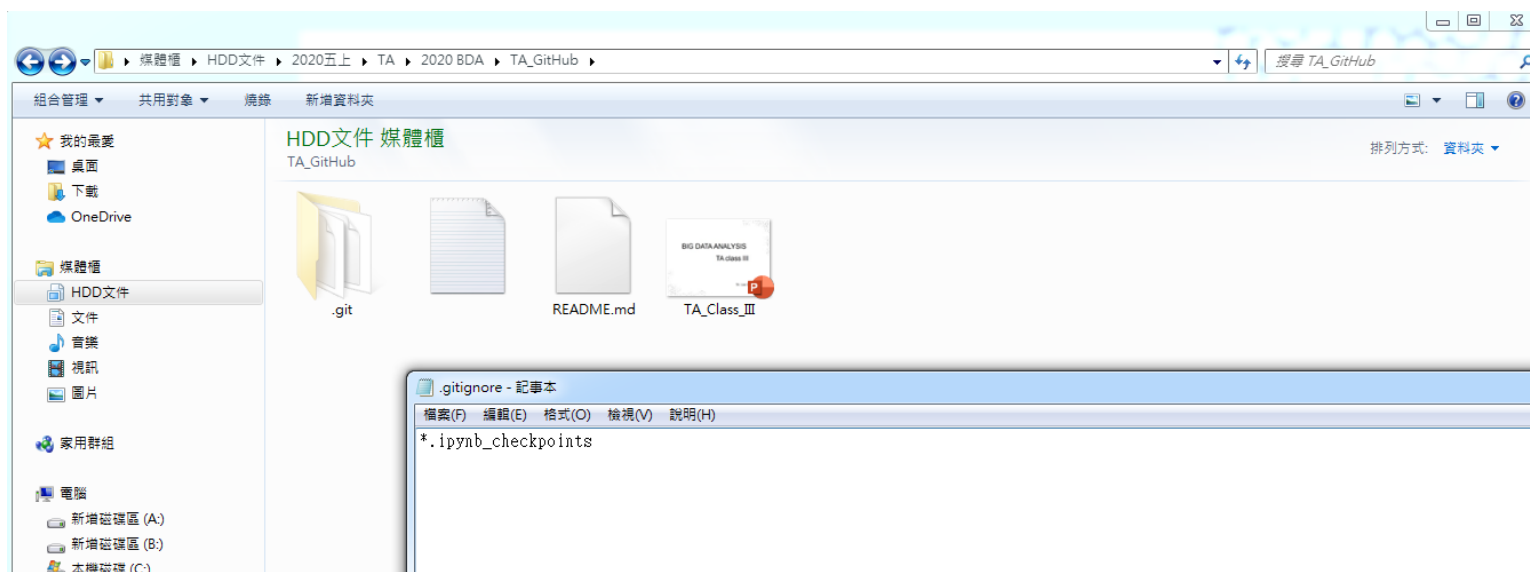 媒體櫃 ▸ HDD文件 ▸ 2020五上 ▸ TA ▸ 2020 BDA ▸ TA_GitHub ▸
搜尋 TA_GitHub
組合管理 共用對象 燒錄 新增資料夾
我的最愛
桌面
下載
OneDrive
媒體櫃
HDD文件
文件
音樂
視訊
圖片
家用群組
電腦
新增磁碟區 (A:)
新增磁碟區 (B:)
本機磁碟 (C:)
HDD文件 媒體櫃
TA_GitHub
排列方式: 資料夾
BIG DATA ANALYSIS
TA class III
.git
README.md
TA_Class_Ⅲ
.gitignore - 記事本
檔案(F) 編輯(E) 格式(O) 檢視(V) 說明(H)
*.ipynb_checkpoints